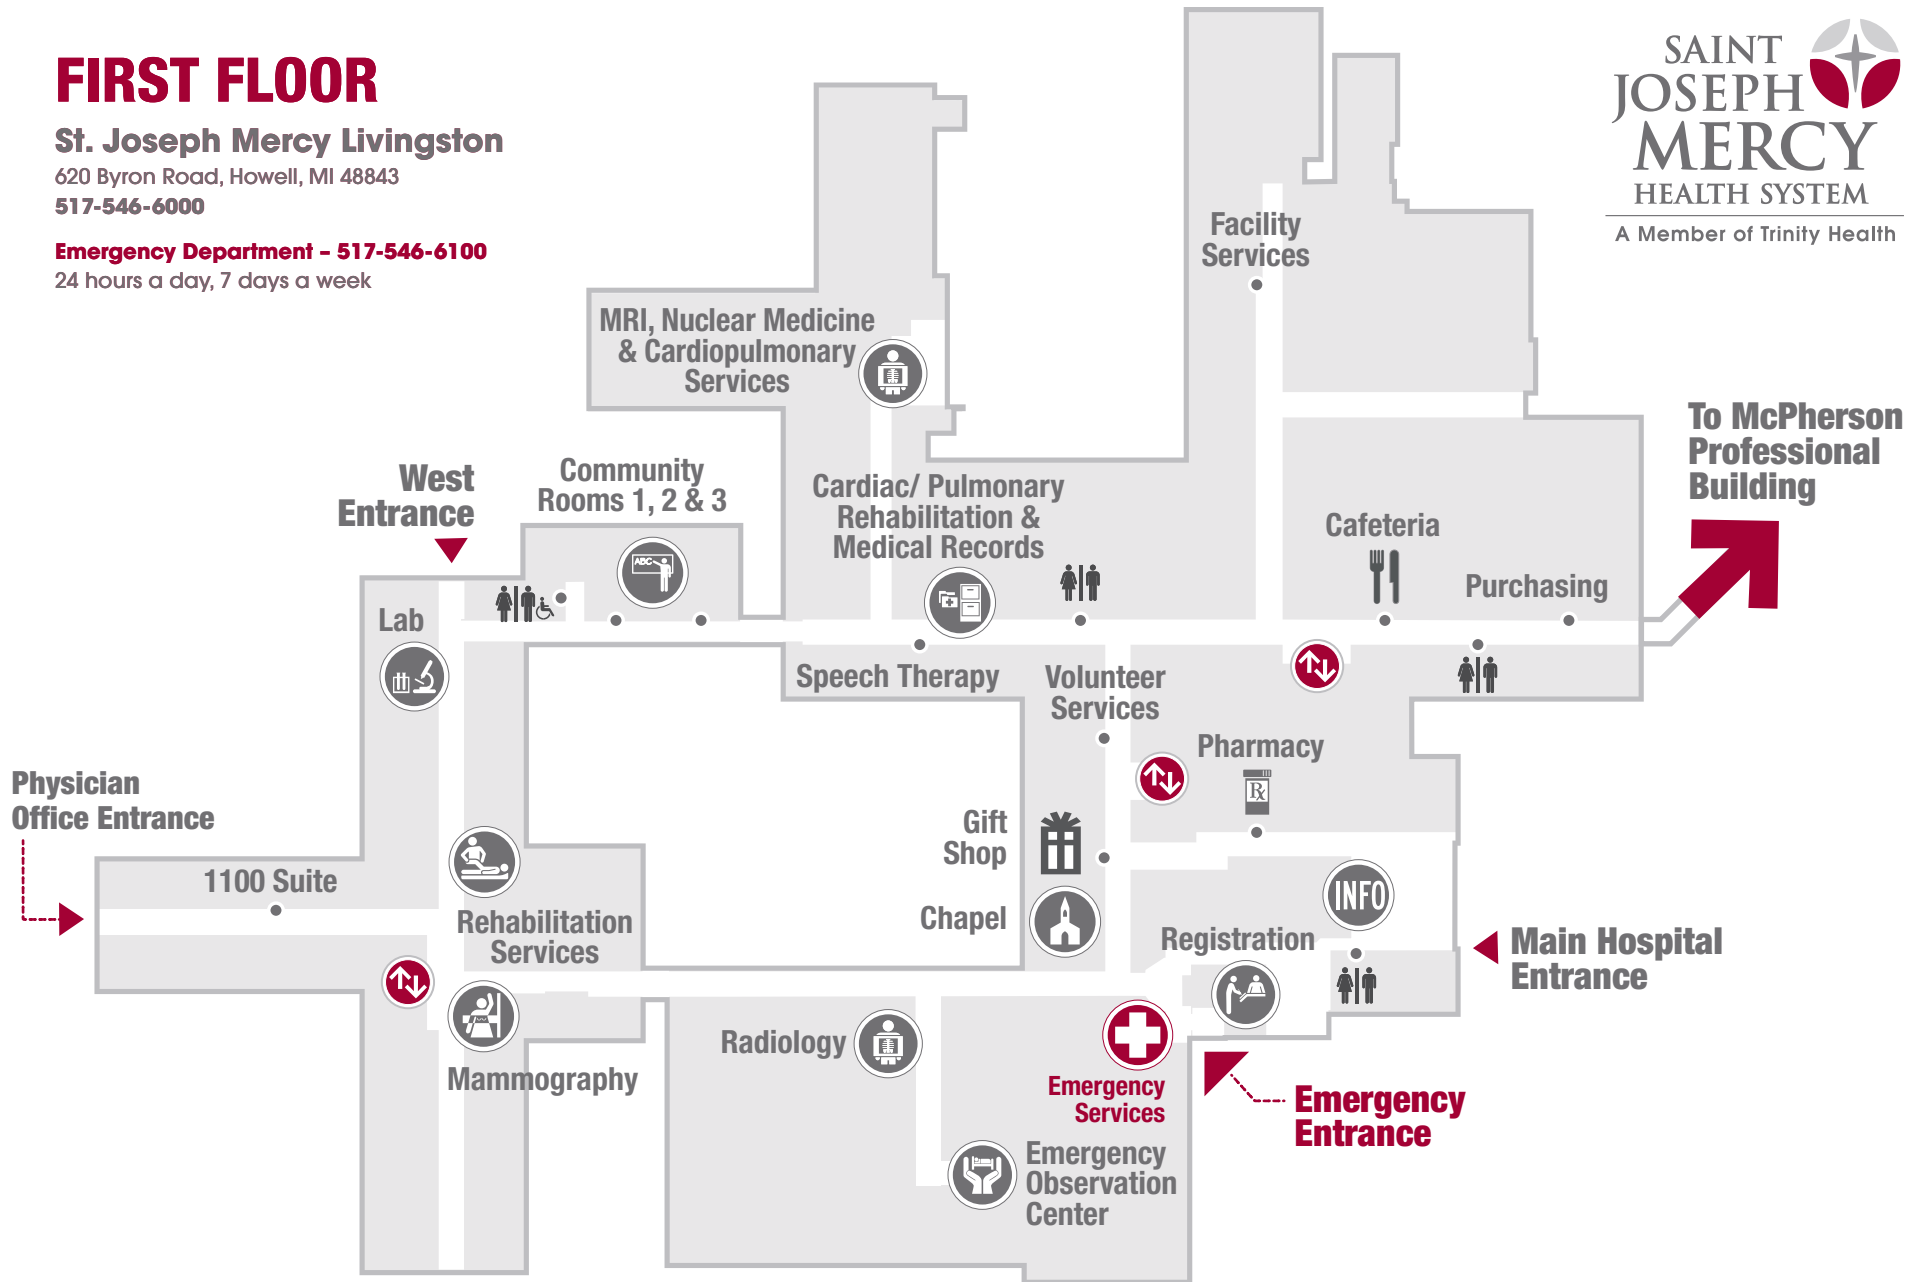 FIRST FLOOR
St. Joseph Mercy Livingston
620 Byron Road, Howell, MI 48843
517-546-6000
Emergency Department – 517-546-6100
24 hours a day, 7 days a week
SAINT
JOSEPH
MERCY
HEALTH SYSTEM
A Member of Trinity Health
Facility
Services
MRI, Nuclear Medicine
& Cardiopulmonary
Services
To McPherson
Professional
Building
West
Entrance
Community
Rooms 1, 2 & 3
ABC
Cardiac/ Pulmonary
Rehabilitation &
Medical Records
Cafeteria
Purchasing
Lab
Speech Therapy
Volunteer
Services
Pharmacy
Rx
Physician
Office Entrance
Gift
Shop
1100 Suite
INFO
Chapel
Rehabilitation
Services
Registration
Main Hospital
Entrance
Radiology
Mammography
Emergency
Services
Emergency
Entrance
Emergency
Observation
Center